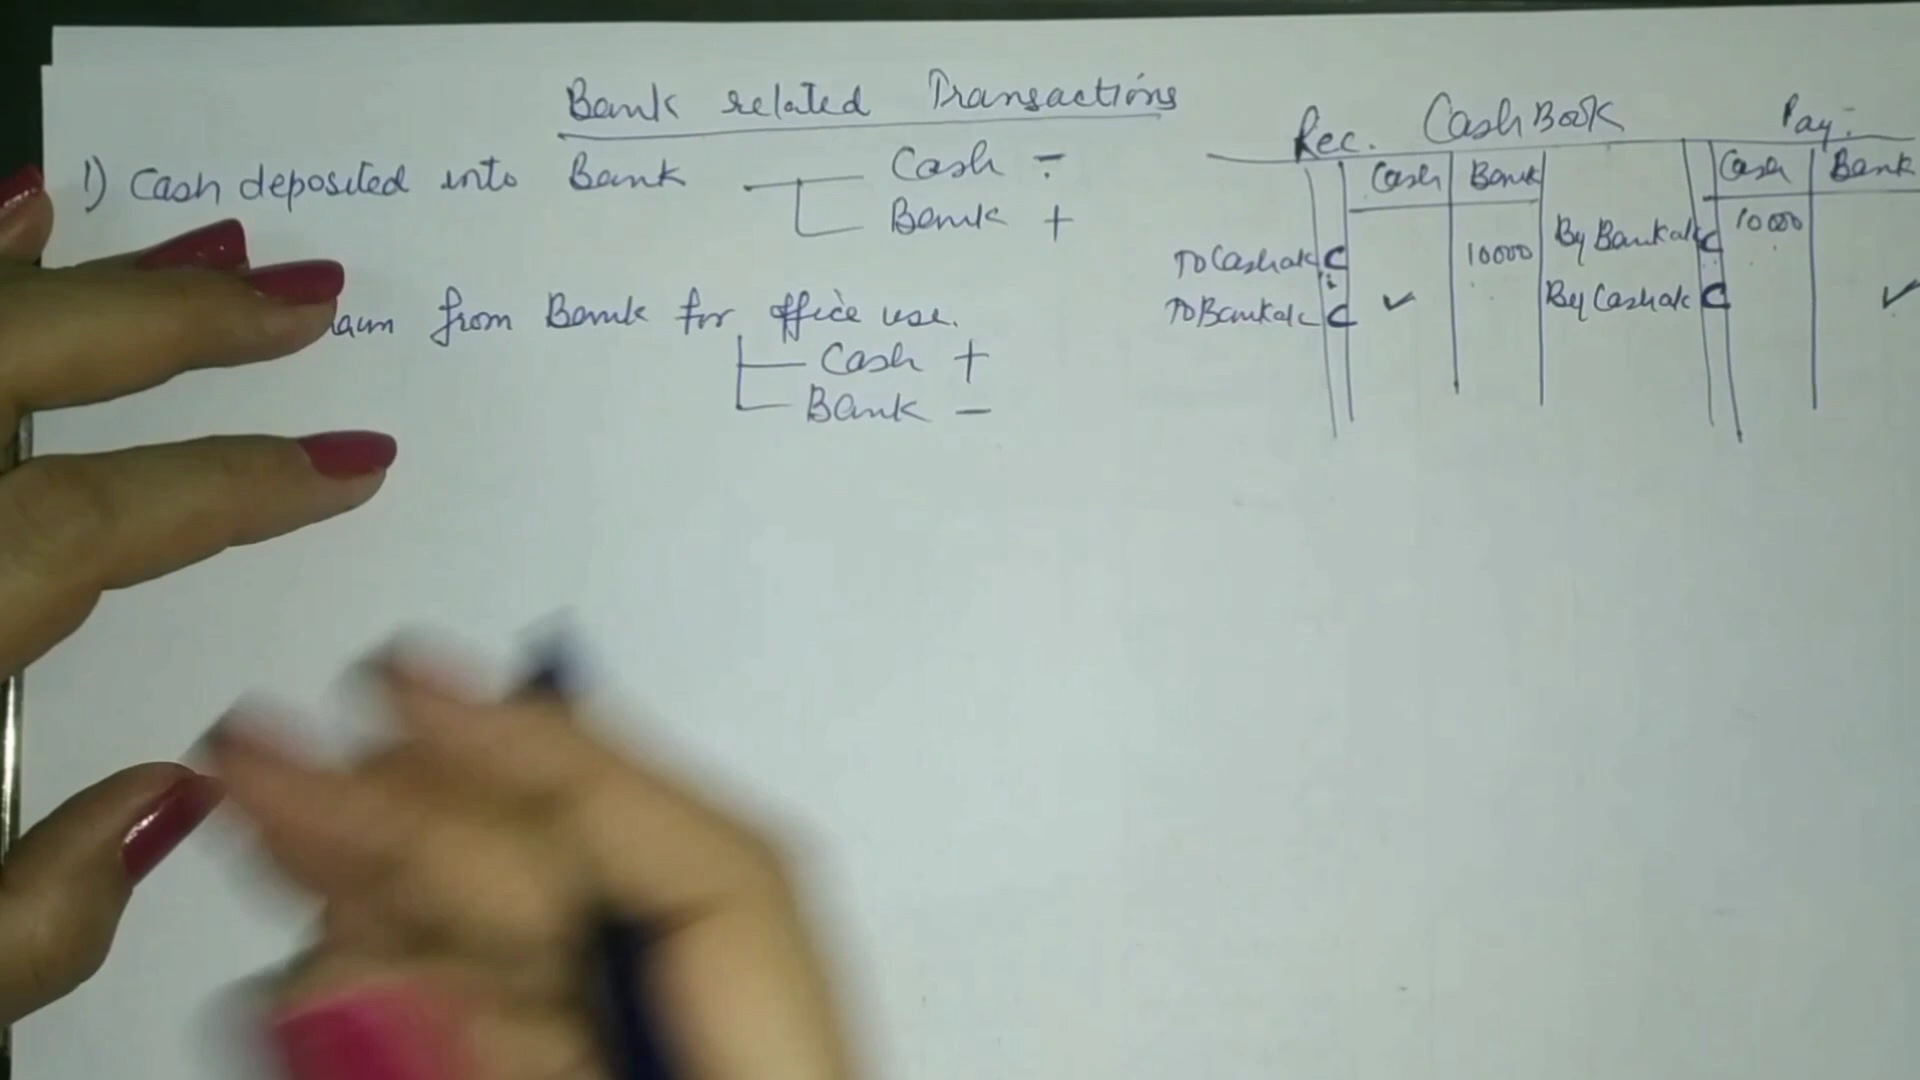 Bank related Transactions
1) Cash deposited into Bank
Cash -
Bank +
from Bank for office use.
Cash +
Bank -
Rec. Cash Book Pay.
Cash Bank Cash Bank
To Cash a/c C 10000 By Bank a/c C 10000
To Bank a/c C ✓ By Cash a/c C ✓